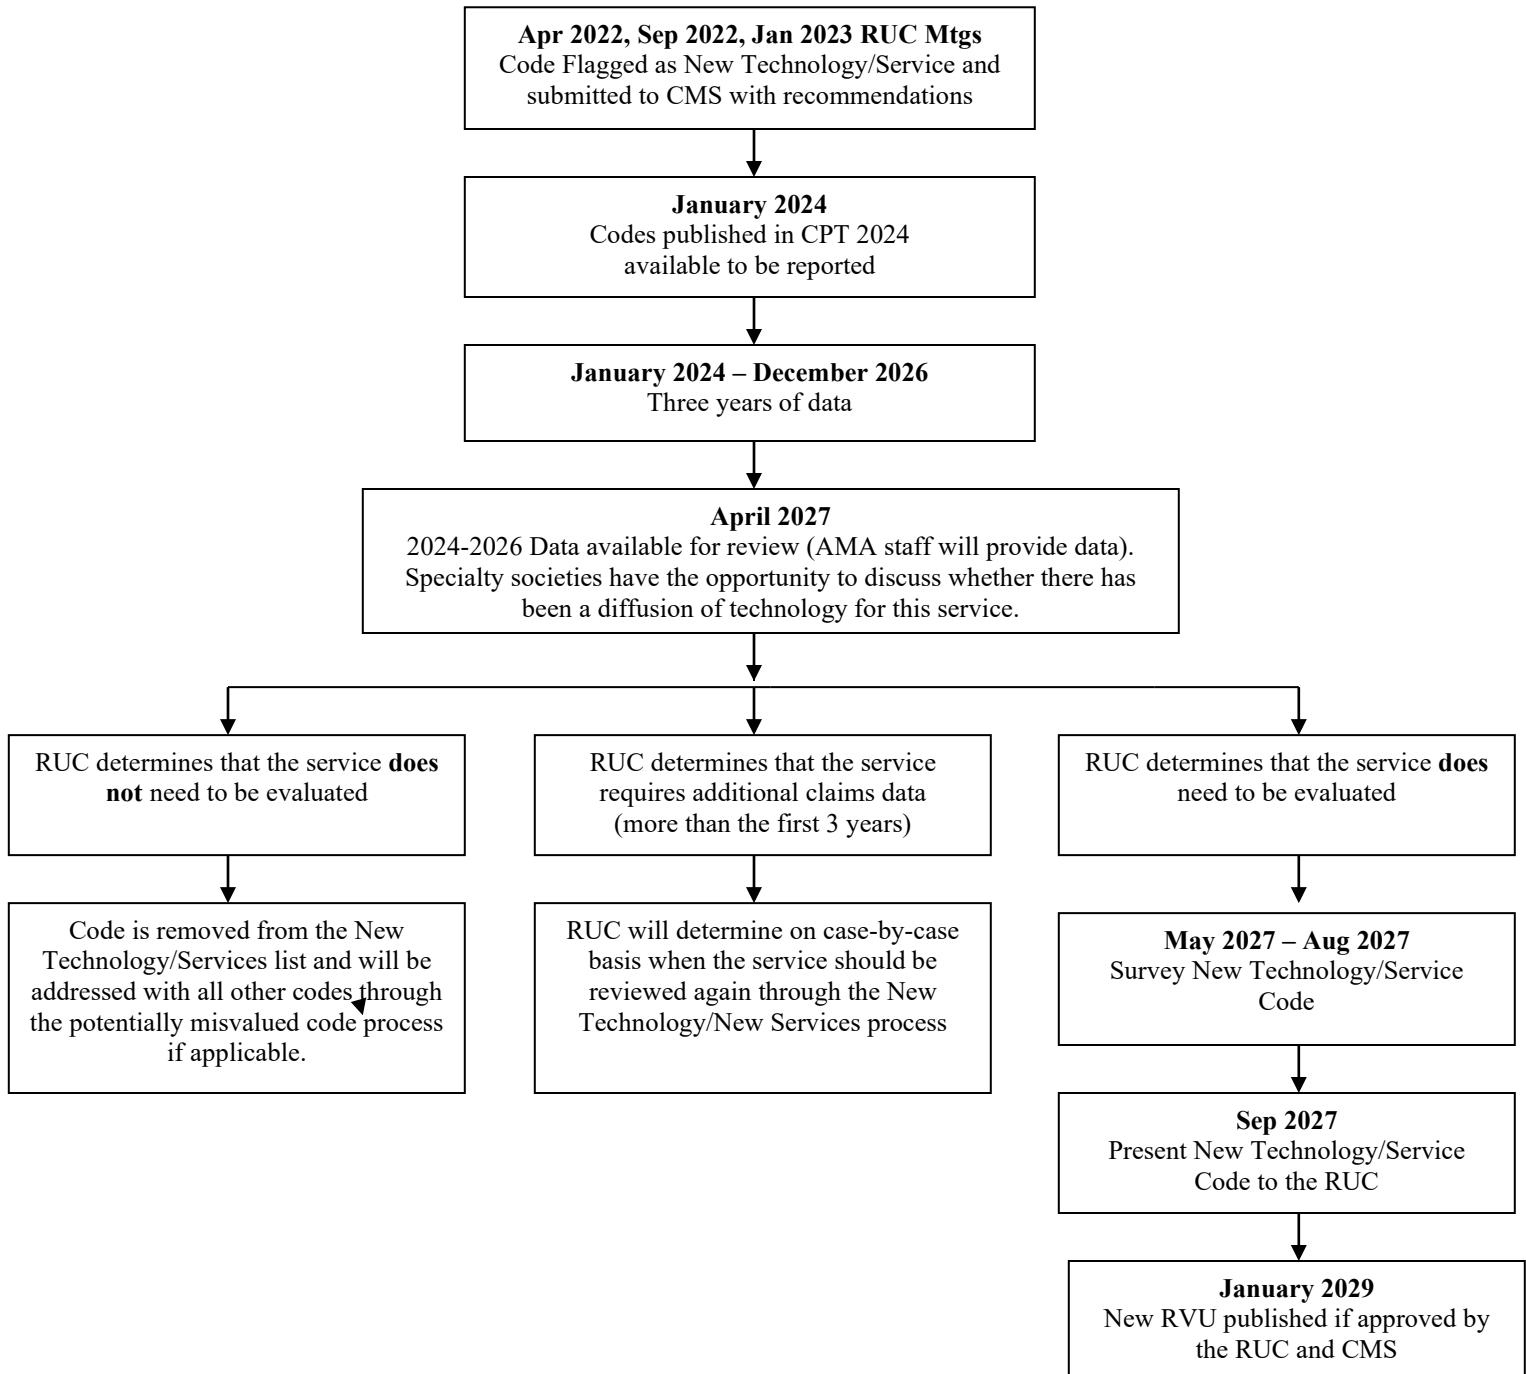 Apr 2022, Sep 2022, Jan 2023 RUC Mtgs
Code Flagged as New Technology/Service and
submitted to CMS with recommendations
January 2024
Codes published in CPT 2024
available to be reported
January 2024 – December 2026
Three years of data
April 2027
2024-2026 Data available for review (AMA staff will provide data).
Specialty societies have the opportunity to discuss whether there has
been a diffusion of technology for this service.
RUC determines that the service does
not need to be evaluated
RUC determines that the service
requires additional claims data
(more than the first 3 years)
RUC determines that the service does
need to be evaluated
Code is removed from the New
Technology/Services list and will be
addressed with all other codes through
the potentially misvalued code process
if applicable.
RUC will determine on case-by-case
basis when the service should be
reviewed again through the New
Technology/New Services process
May 2027 – Aug 2027
Survey New Technology/Service
Code
Sep 2027
Present New Technology/Service
Code to the RUC
January 2029
New RVU published if approved by
the RUC and CMS